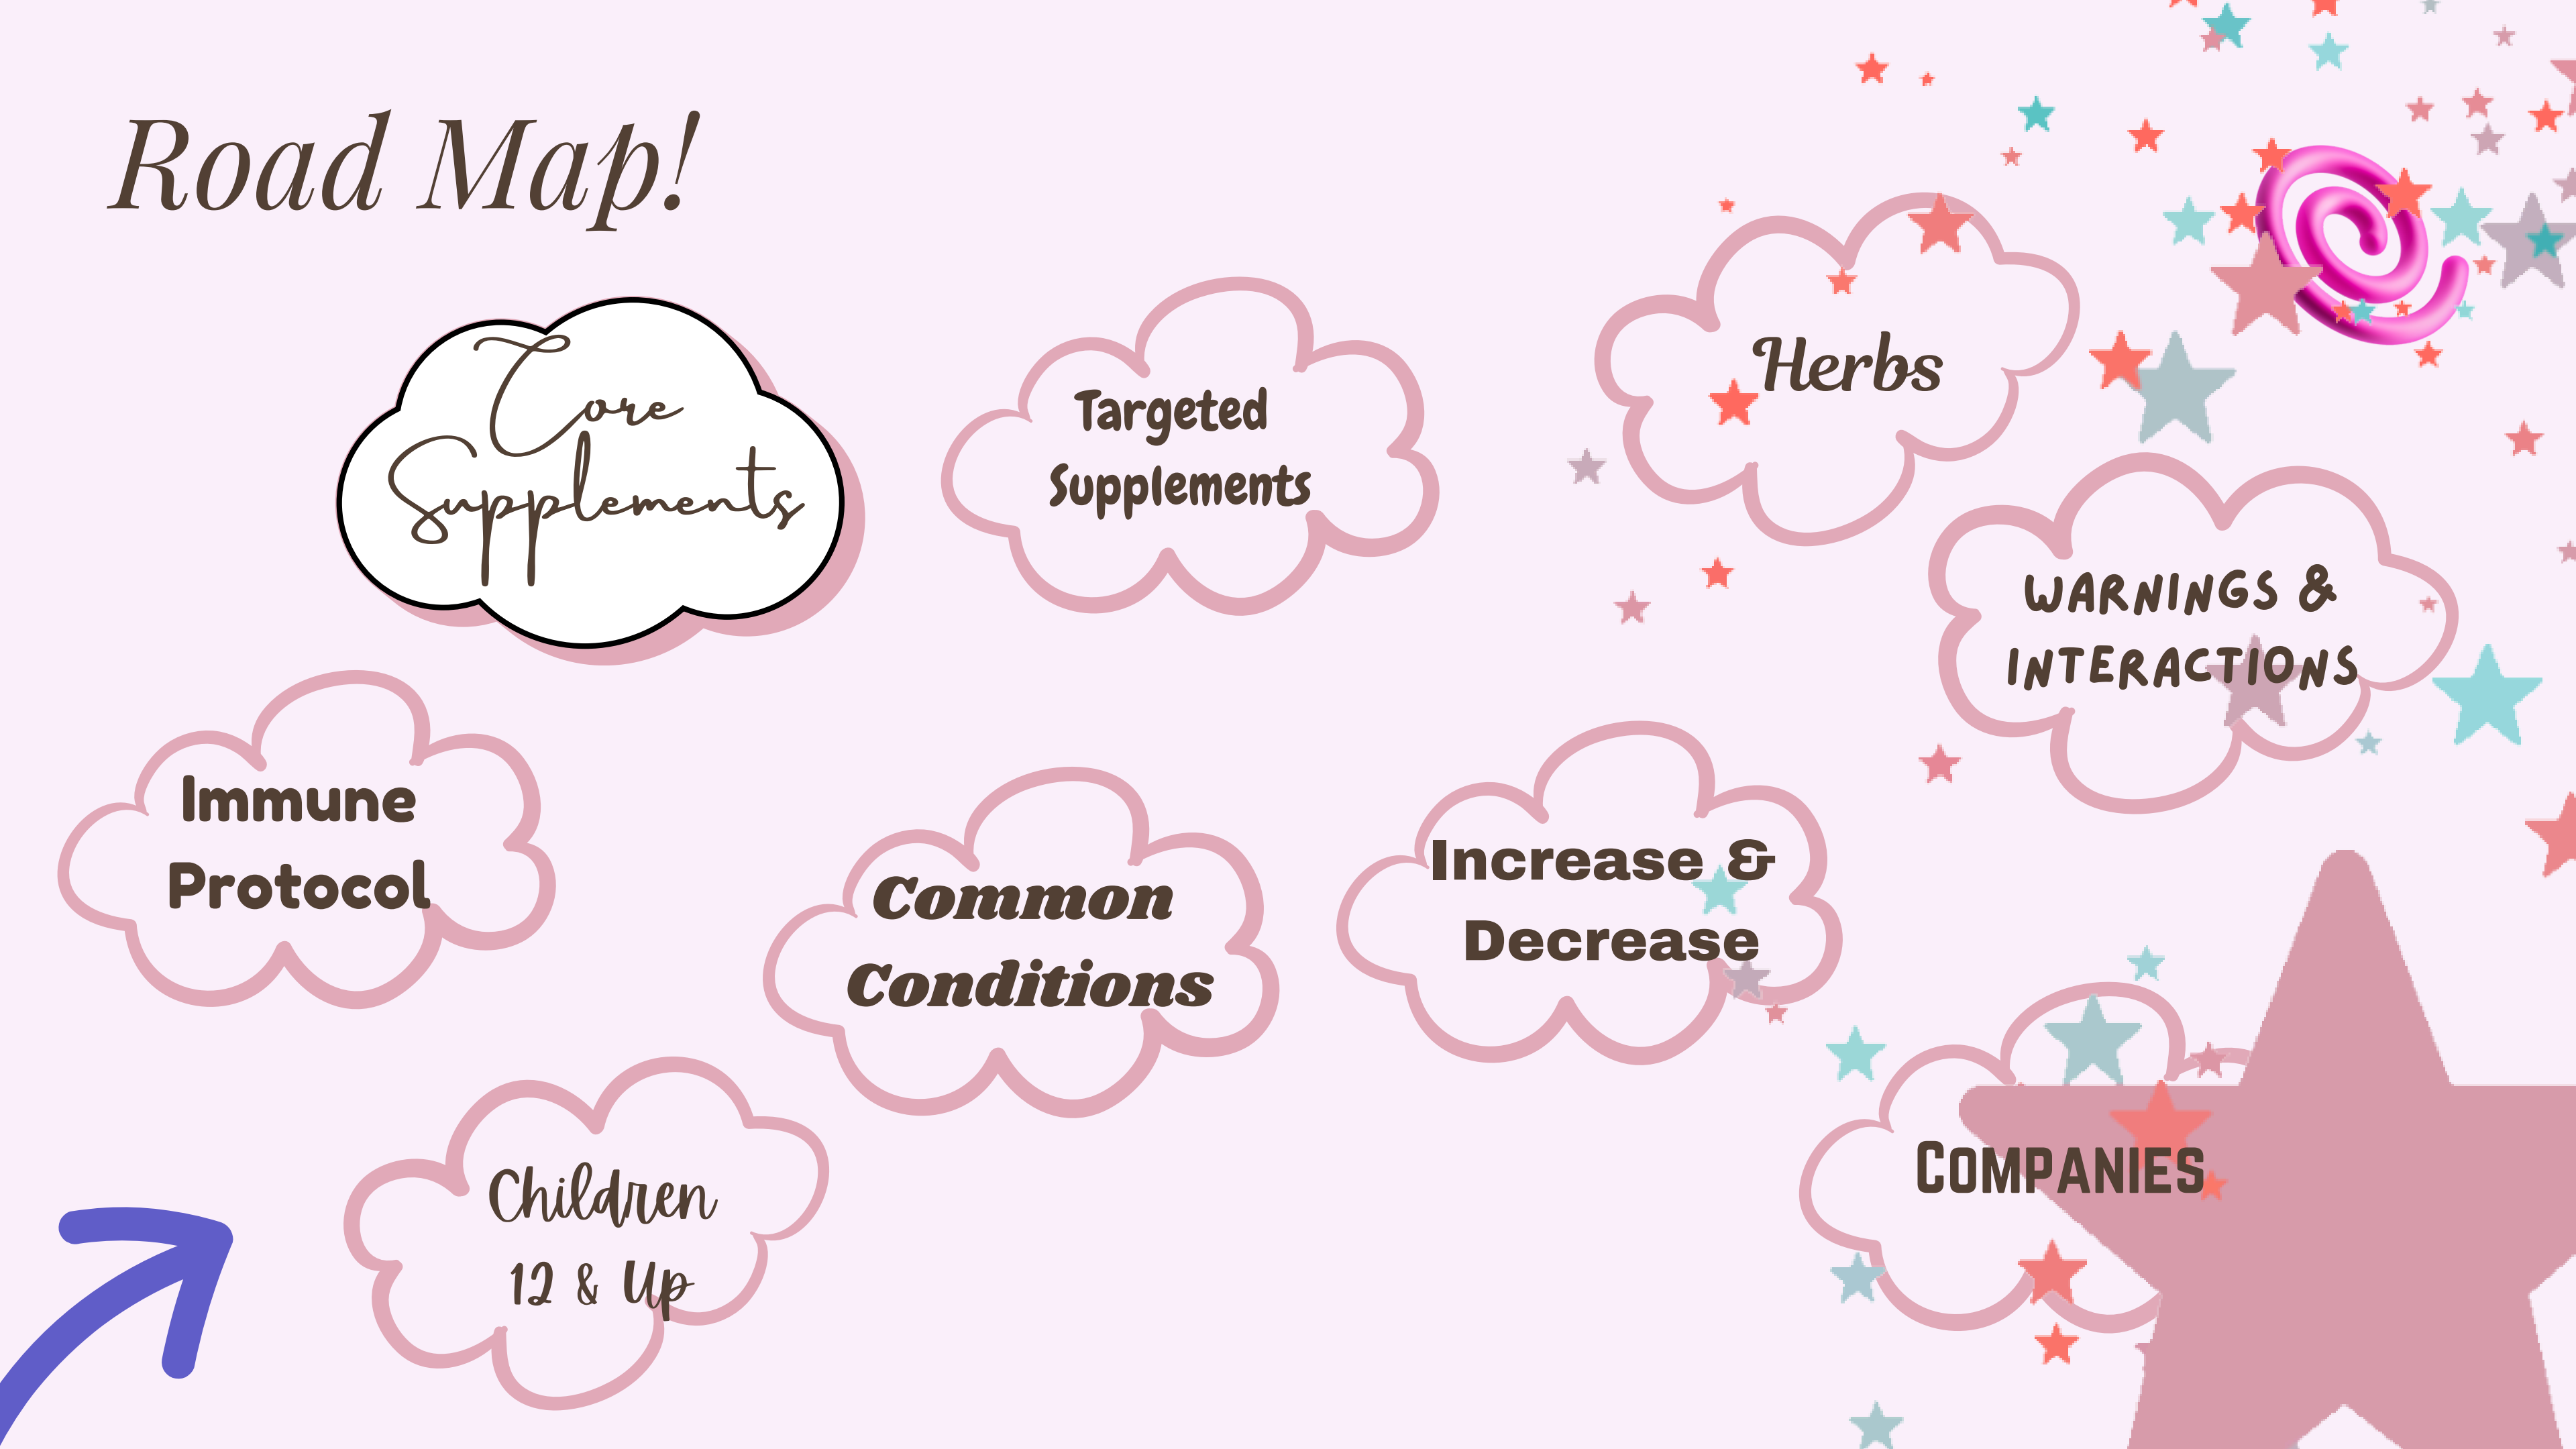 Road Map!
Core
Supplements
Targeted
Supplements
Herbs
WARNINGS &
INTERACTIONS
Immune
Protocol
Common
Conditions
Increase &
Decrease
Children
12 & Up
COMPANIES